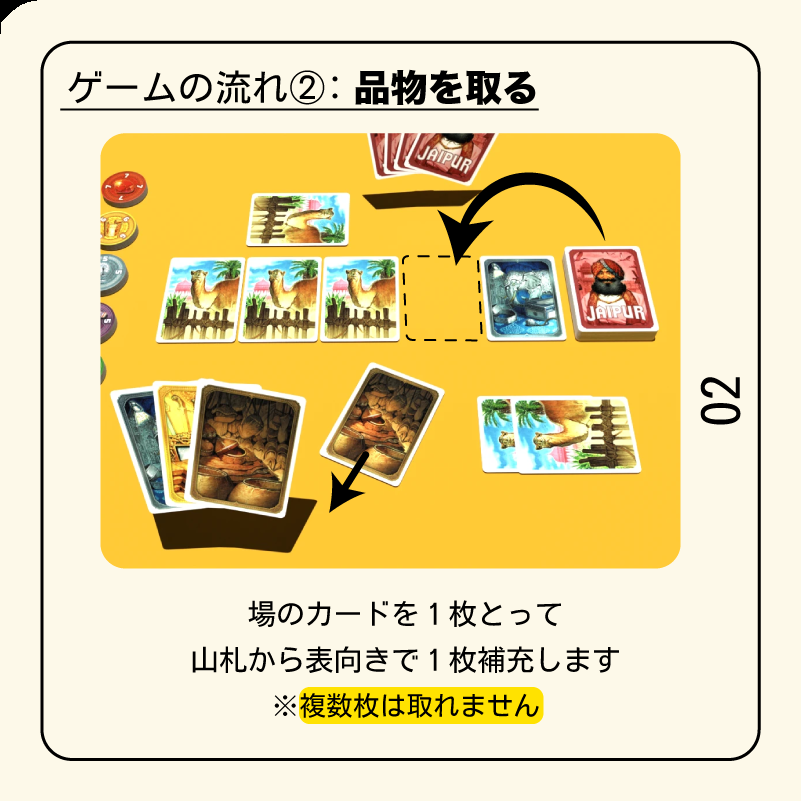 ゲームの流れ②: 品物を取る
JAIPUR
JAIPUR
02
場のカードを1枚とって
山札から表向きで1枚補充します
※複数枚は取れません